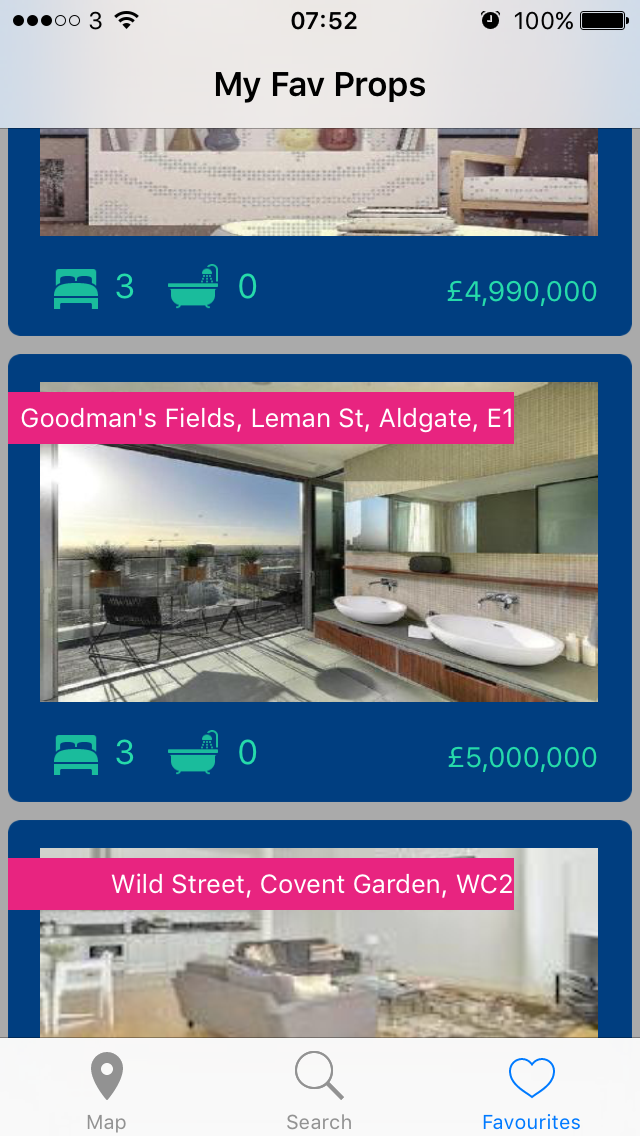 3 07:52 100%
My Fav Props
3 0 £4,990,000
Goodman's Fields, Leman St, Aldgate, E1
3 0 £5,000,000
Wild Street, Covent Garden, WC2
Map Search Favourites